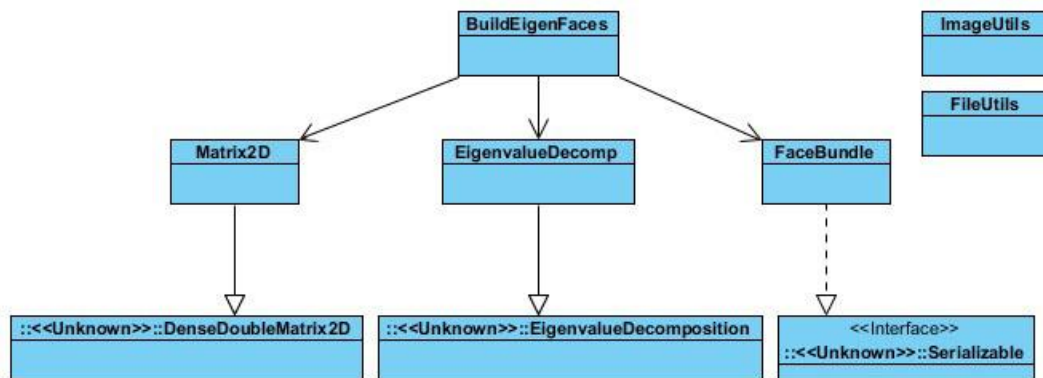 BuildEigenFaces
ImageUtils
FileUtils
Matrix2D
EigenvalueDecomp
FaceBundle
::<<Unknown>>::DenseDoubleMatrix2D
::<<Unknown>>::EigenvalueDecomposition
<<Interface>>
::<<Unknown>>::Serializable